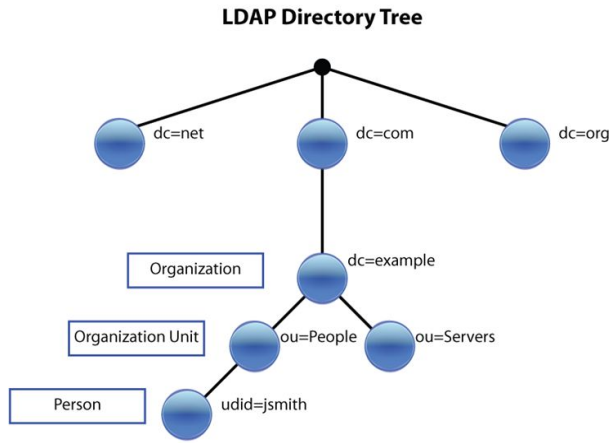 LDAP Directory Tree
dc=net
dc=com
dc=org
dc=example
Organization
Organization Unit
ou=People
ou=Servers
Person
udid=jsmith